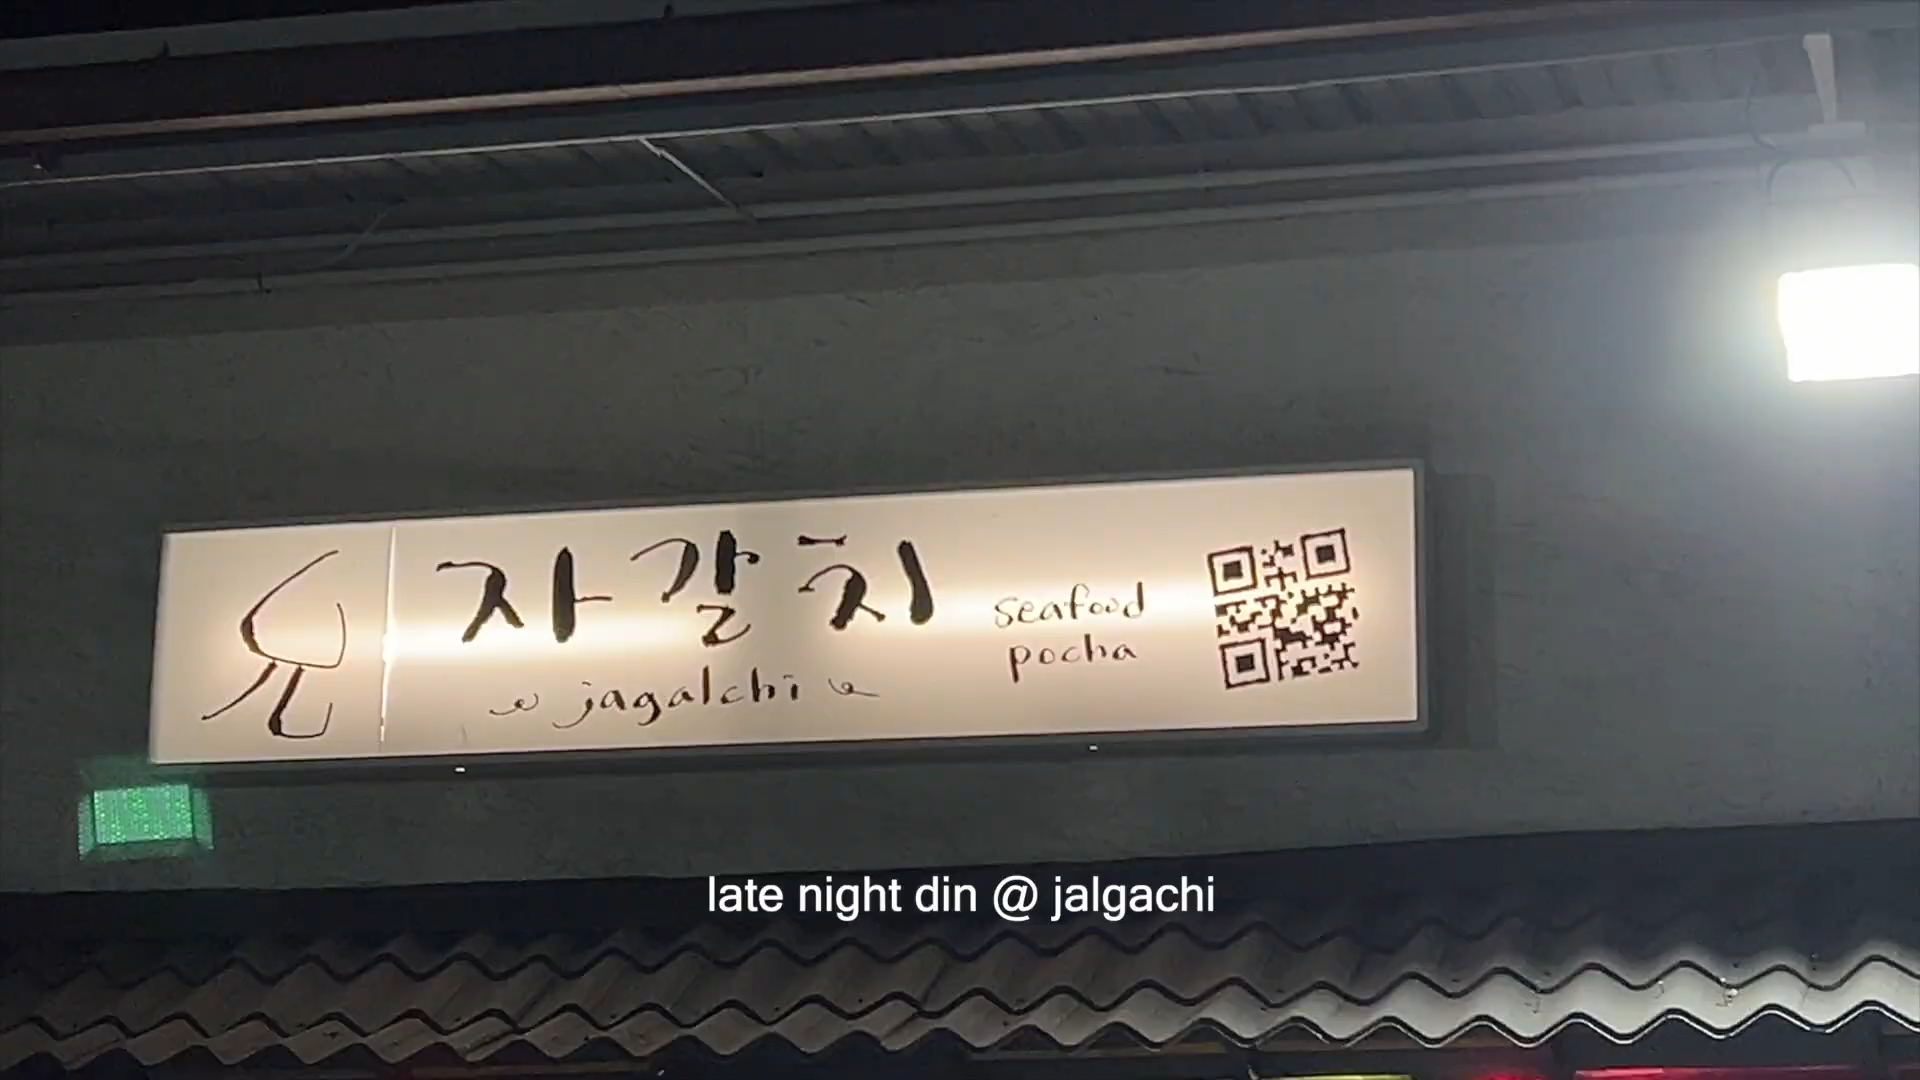 자갈치
jagalchi
seafood
pocha
late night din @ jalgachi